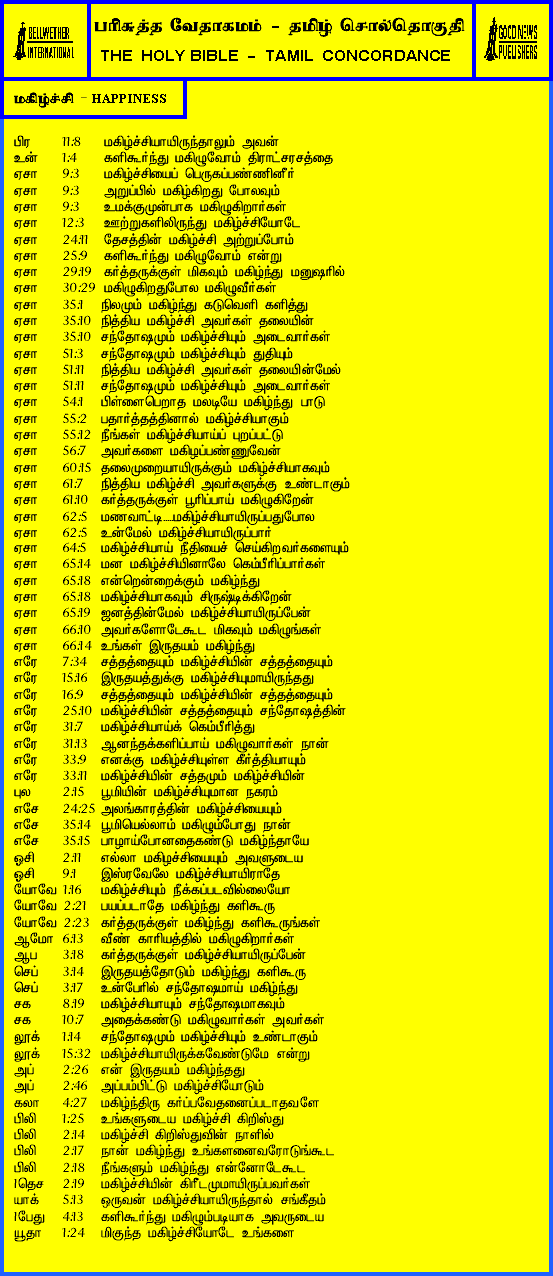 BELLWETHER INTERNATIONAL
பரிசுத்த வேதாகமம் - தமிழ் சொல்தொகுதி
THE HOLY BIBLE - TAMIL CONCORDANCE
GOOD NEWS PUBLISHERS
மகிழ்ச்சி - HAPPINESS
பிர 11:8 மகிழ்ச்சியாயிருந்தாலும் அவன்
உன் 1:4 களிகூர்ந்து மகிழுவோம் திராட்சரசத்தை
ஏசா 9:3 மகிழ்ச்சியைப் பெருகப்பண்ணினீர்
ஏசா 9:3 அறுப்பில் மகிழ்கிறது போலவும்
ஏசா 9:3 உமக்குமுன்பாக மகிழுகிறார்கள்
ஏசா 12:3 ஊற்றுகளிலிருந்து மகிழ்ச்சியோடே
ஏசா 24:11 தேசத்தின் மகிழ்ச்சி அற்றுப்போம்
ஏசா 25:9 களிகூர்ந்து மகிழுவோம் என்று
ஏசா 29:19 கர்த்தருக்குள் மிகவும் மகிழ்ந்து மனுஷரில்
ஏசா 30:29 மகிழுகிறதுபோல மகிழுவீர்கள்
ஏசா 35:1 நிலமும் மகிழ்ந்து கடுவெளி களித்து
ஏசா 35:10 நித்திய மகிழ்ச்சி அவர்கள் தலையின்
ஏசா 35:10 சந்தோஷமும் மகிழ்ச்சியும் அடைவார்கள்
ஏசா 51:3 சந்தோஷமும் மகிழ்ச்சியும் துதியும்
ஏசா 51:11 நித்திய மகிழ்ச்சி அவர்கள் தலையின்மேல்
ஏசா 51:11 சந்தோஷமும் மகிழ்ச்சியும் அடைவார்கள்
ஏசா 54:1 பிள்ளைபெறாத மலடியே மகிழ்ந்து பாடு
ஏசா 55:2 பதார்த்தத்தினால் மகிழ்ச்சியாகும்
ஏசா 55:12 நீங்கள் மகிழ்ச்சியாய்ப் புறப்பட்டு
ஏசா 56:7 அவர்களை மகிழப்பண்ணுவேன்
ஏசா 60:15 தலைமுறையாயிருக்கும் மகிழ்ச்சியாகவும்
ஏசா 61:7 நித்திய மகிழ்ச்சி அவர்களுக்கு உண்டாகும்
ஏசா 61:10 கர்த்தருக்குள் பூரிப்பாய் மகிழுகிறேன்
ஏசா 62:5 மணவாட்டி....மகிழ்ச்சியாயிருப்பதுபோல
ஏசா 62:5 உன்மேல் மகிழ்ச்சியாயிருப்பார்
ஏசா 64:5 மகிழ்ச்சியாய் நீதியைச் செய்கிறவர்களையும்
ஏசா 65:14 மன மகிழ்ச்சியினாலே கெம்பீரிப்பார்கள்
ஏசா 65:18 என்றென்றைக்கும் மகிழ்ந்து
ஏசா 65:18 மகிழ்ச்சியாகவும் சிருஷ்டிக்கிறேன்
ஏசா 65:19 ஜனத்தின்மேல் மகிழ்ச்சியாயிருப்பேன்
ஏசா 66:10 அவர்களோடேகூட மிகவும் மகிழுங்கள்
ஏசா 66:14 உங்கள் இருதயம் மகிழ்ந்து
எரே 7:34 சத்தத்தையும் மகிழ்ச்சியின் சத்தத்தையும்
எரே 15:16 இருதயத்துக்கு மகிழ்ச்சியுமாயிருந்தது
எரே 16:9 சத்தத்தையும் மகிழ்ச்சியின் சத்தத்தையும்
எரே 25:10 மகிழ்ச்சியின் சத்தத்தையும் சந்தோஷத்தின்
எரே 31:7 மகிழ்ச்சியாய்க் கெம்பீரித்து
எரே 31:13 ஆனந்தக்களிப்பாய் மகிழுவார்கள் நான்
எரே 33:9 எனக்கு மகிழ்ச்சியுள்ள கீர்த்தியாயும்
எரே 33:11 மகிழ்ச்சியின் சத்தமும் மகிழ்ச்சியின்
புல 2:15 பூமியின் மகிழ்ச்சியுமான நகரம்
எசே 24:25 அலங்காரத்தின் மகிழ்ச்சியையும்
எசே 35:14 பூமியெல்லாம் மகிழும்போது நான்
எசே 35:15 பாழாய்போனதைகண்டு மகிழ்ந்தாயே
ஓசி 2:11 எல்லா மகிழச்சியையும் அவளுடைய
ஓசி 9:1 இஸ்ரவேலே மகிழ்ச்சியாயிராதே
யோவே 1:16 மகிழ்ச்சியும் நீக்கப்படவில்லையோ
யோவே 2:21 பயப்படாதே மகிழ்ந்து களிகூரு
யோவே 2:23 கர்த்தருக்குள் மகிழ்ந்து களிகூருங்கள்
ஆமோ 6:13 வீண் காரியத்தில் மகிழுகிறார்கள்
ஆப 3:18 கர்த்தருக்குள் மகிழ்ச்சியாயிருப்பேன்
செப் 3:14 இருதயத்தோடும் மகிழ்ந்து களிகூரு
செப் 3:17 உன்பேரில் சந்தோஷமாய் மகிழ்ந்து
சக 8:19 மகிழ்ச்சியாயும் சந்தோஷமாகவும்
சக 10:7 அதைக்கண்டு மகிழுவார்கள் அவர்கள்
லூக் 1:14 சந்தோஷமும் மகிழ்ச்சியும் உண்டாகும்
லூக் 15:32 மகிழ்ச்சியாயிருக்கவேண்டுமே என்று
அப் 2:26 என் இருதயம் மகிழ்ந்தது
அப் 2:46 அப்பம்பிட்டு மகிழ்ச்சியோடும்
கலா 4:27 மகிழ்ந்திரு கர்ப்பவேதனைப்படாதவளே
பிலி 1:25 உங்களுடைய மகிழ்ச்சி கிறிஸ்து
பிலி 2:14 மகிழ்ச்சி கிறிஸ்துவின் நாளில்
பிலி 2:17 நான் மகிழ்ந்து உங்களனைவரோடுங்கூட
பிலி 2:18 நீங்களும் மகிழ்ந்து என்னோடேகூட
1தெச 2:19 மகிழ்ச்சியின் கிரீடமுமாயிருப்பவர்கள்
யாக் 5:13 ஒருவன் மகிழ்ச்சியாயிருந்தால் சங்கீதம்
1பேது 4:13 களிகூர்ந்து மகிழும்படியாக அவருடைய
யூதா 1:24 மிகுந்த மகிழ்ச்சியோடே உங்களை